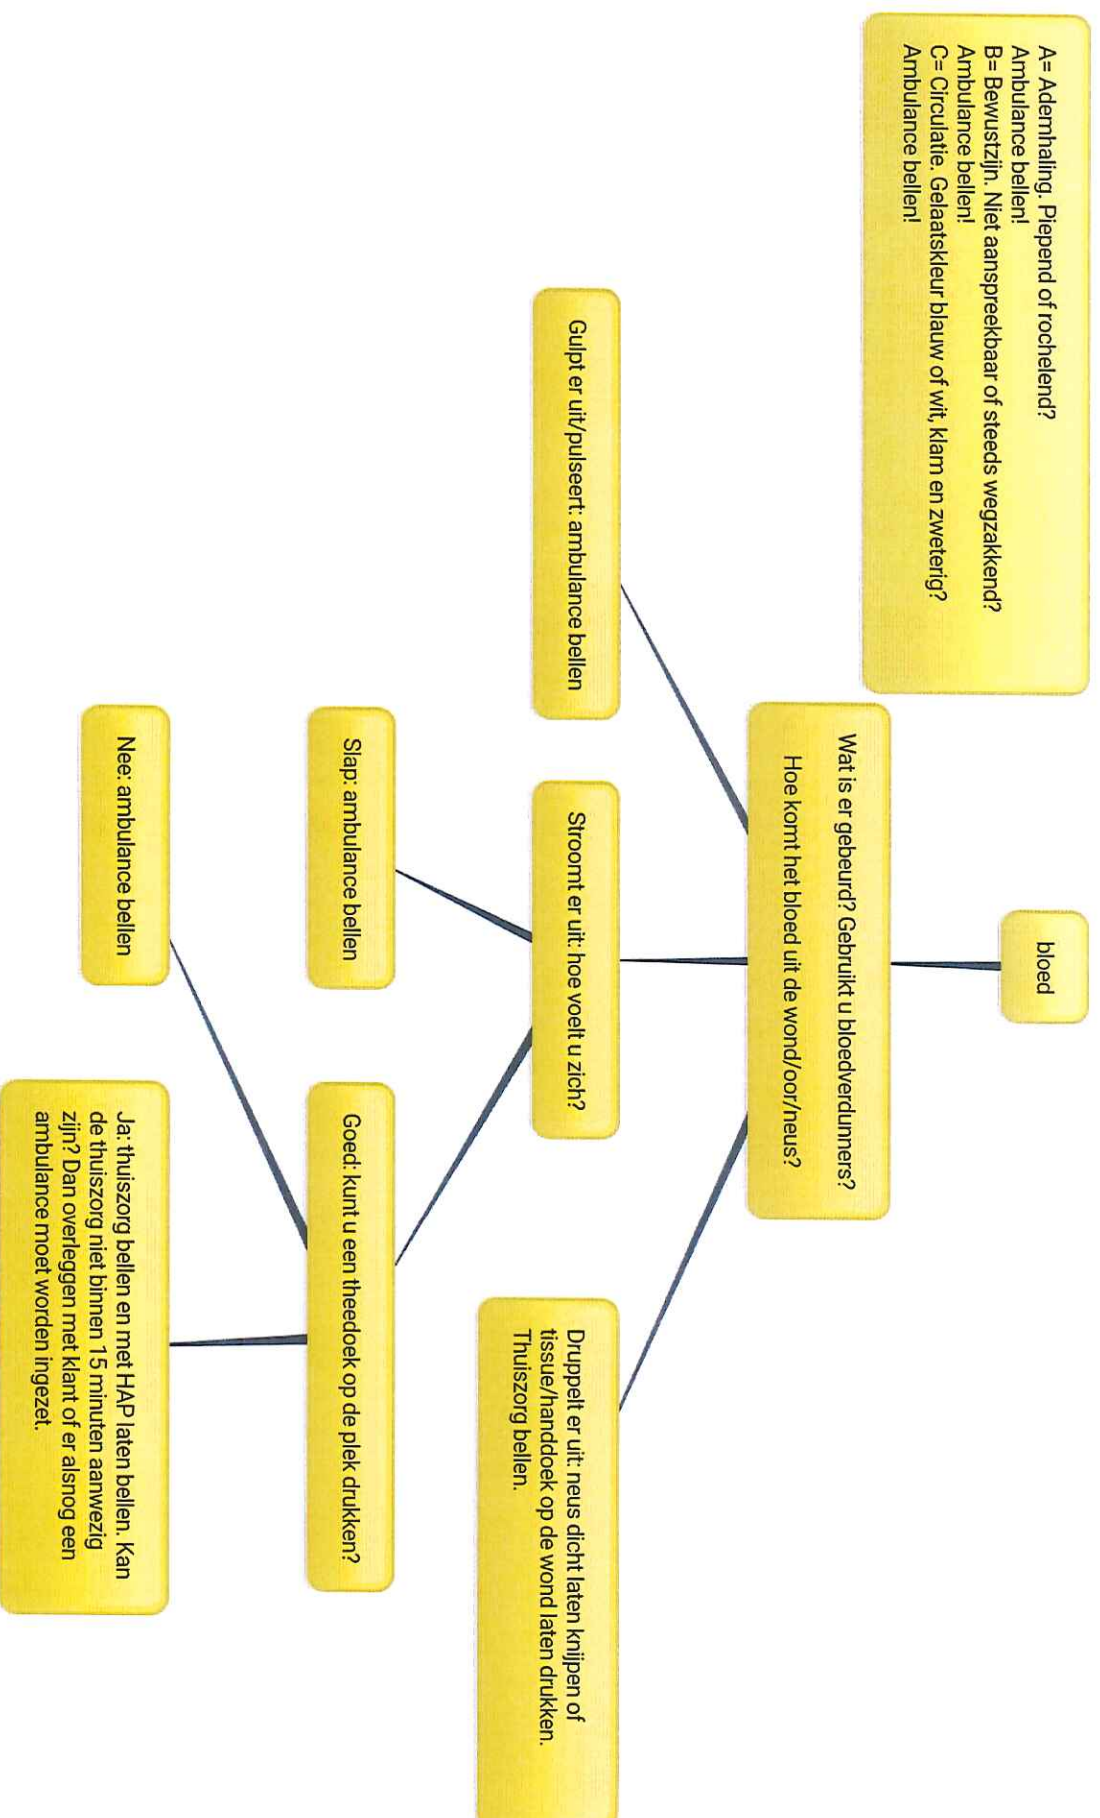 A= Ademhaling. Piepend of rochelend?
Ambulance bellen!
B= Bewustzijn. Niet aanspreekbaar of steeds wegzakkend?
Ambulance bellen!
C= Circulatie. Gelaatskleur blauw of wit, klam en zweterig?
Ambulance bellen!
bloed
Wat is er gebeurd? Gebruikt u bloedverdunners?
Hoe komt het bloed uit de wond/oor/neus?
Gulpt er uit/pulseert: ambulance bellen
Stroomt er uit: hoe voelt u zich?
Druppelt er uit: neus dicht laten knijpen of
tissue/handdoek op de wond laten drukken.
Thuiszorg bellen.
Slap: ambulance bellen
Goed: kunt u een theedoek op de plek drukken?
Nee: ambulance bellen
Ja: thuiszorg bellen en met HAP laten bellen. Kan
de thuiszorg niet binnen 15 minuten aanwezig
zijn? Dan overleggen met klant of er alsnog een
ambulance moet worden ingezet.